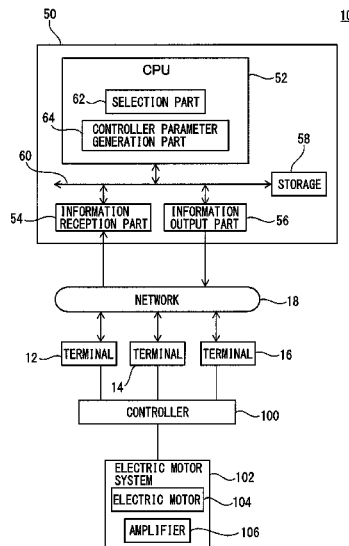 50
10
CPU
52
62
SELECTION PART
64
CONTROLLER PARAMETER
GENERATION PART
58
60
STORAGE
54
INFORMATION
RECEPTION PART
INFORMATION
OUTPUT PART
56
NETWORK
18
12
TERMINAL
TERMINAL
TERMINAL
16
14
CONTROLLER
100
ELECTRIC MOTOR
SYSTEM
102
ELECTRIC MOTOR
104
AMPLIFIER
106